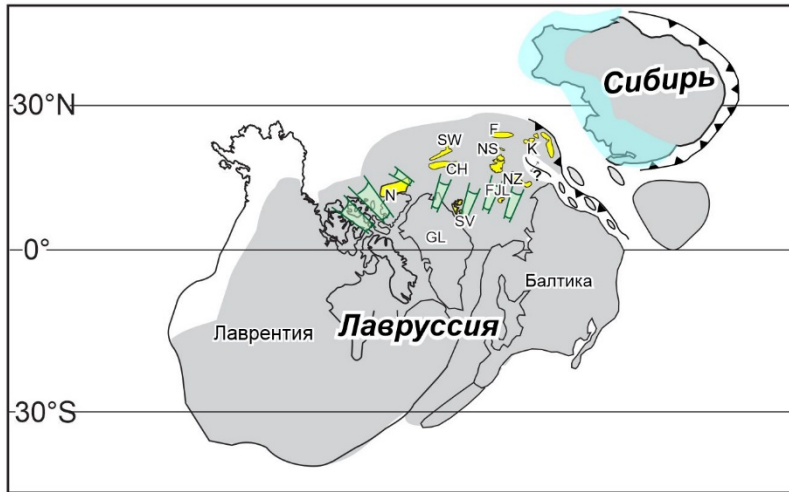 Сибирь
30°N
F
SW
NS
K
CH
?
NZ
N
FJL
SV
GL
0°
Балтика
Лаврентия
Лавруссия
30°S